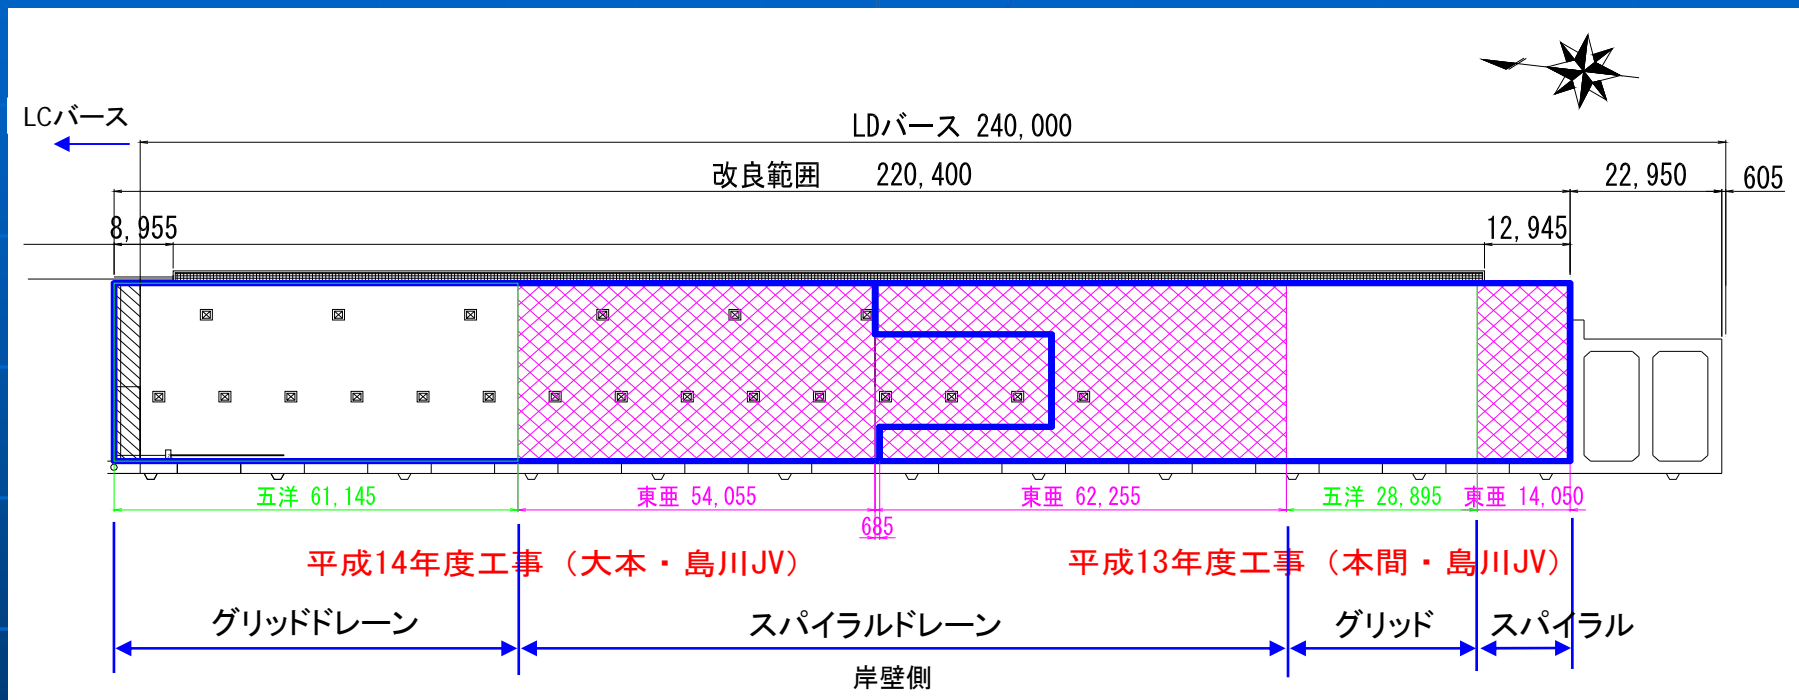 LCバース
LDバース 240,000
改良範囲 220,400
22,950
605
8,955
12,945
五洋 61,145
東亜 54,055
東亜 62,255
五洋 28,895
東亜 14,050
685
平成14年度工事（大本・島川JV）
平成13年度工事（本間・島川JV）
グリッドドレーン
スパイラルドレーン
グリッド
スパイラル
岸壁側